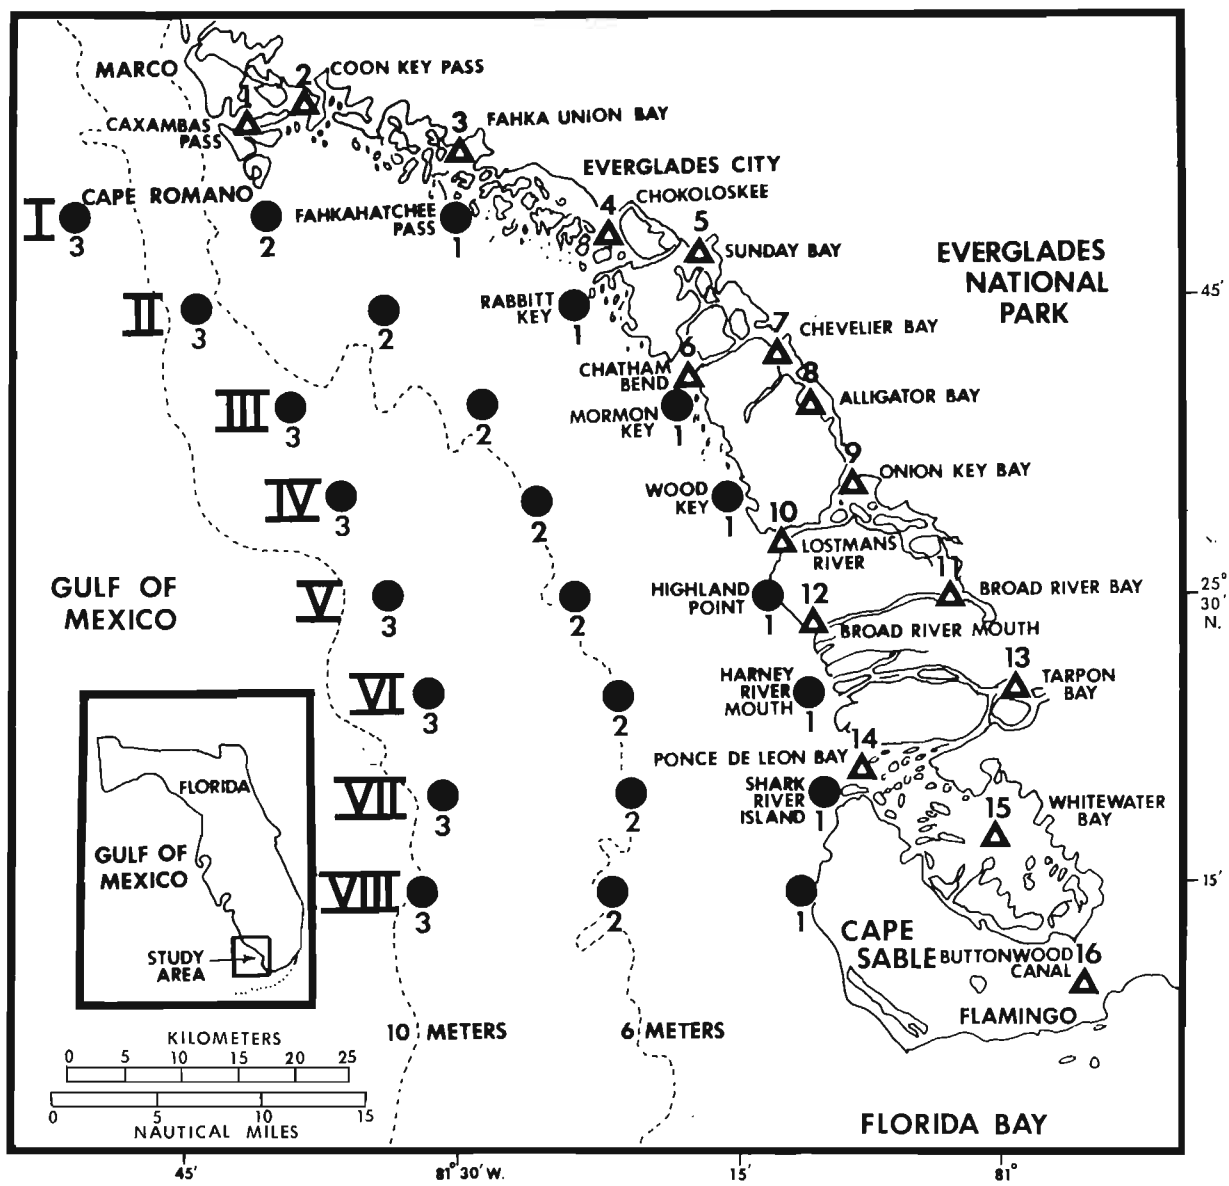 MARCO
2
COON KEY PASS
1
CAXAMBAS
PASS
3
FAHKA UNION BAY
EVERGLADES CITY
CHOKOLOSKEE
4
5
SUNDAY BAY
CAPE ROMANO
I
3
2
FAHKAHATCHEE
PASS
1
EVERGLADES
NATIONAL
PARK
45'
II
3
2
RABBITT
KEY
1
7
CHEVELIER BAY
6
CHATHAM
BEND
8
ALLIGATOR BAY
III
3
2
MORMON
KEY
1
9
ONION KEY BAY
IV
3
2
WOOD
KEY
1
10
LOSTMANS
RIVER
11
BROAD RIVER BAY
25°
30'
N.
GULF OF
MEXICO
V
3
2
HIGHLAND
POINT
1
12
BROAD RIVER MOUTH
13
TARPON
BAY
VI
3
2
HARNEY
RIVER
MOUTH
1
14
PONCE DE LEON BAY
VII
3
2
SHARK
RIVER
ISLAND
1
15
WHITEWATER
BAY
15'
VIII
3
2
1
CAPE
SABLE
BUTTONWOOD
CANAL
16
FLAMINGO
FLORIDA
GULF OF
MEXICO
STUDY
AREA
10 METERS
6 METERS
KILOMETERS
0 5 10 15 20 25
0 5 10 15
NAUTICAL MILES
FLORIDA BAY
45'
81° 30' W.
15'
81°